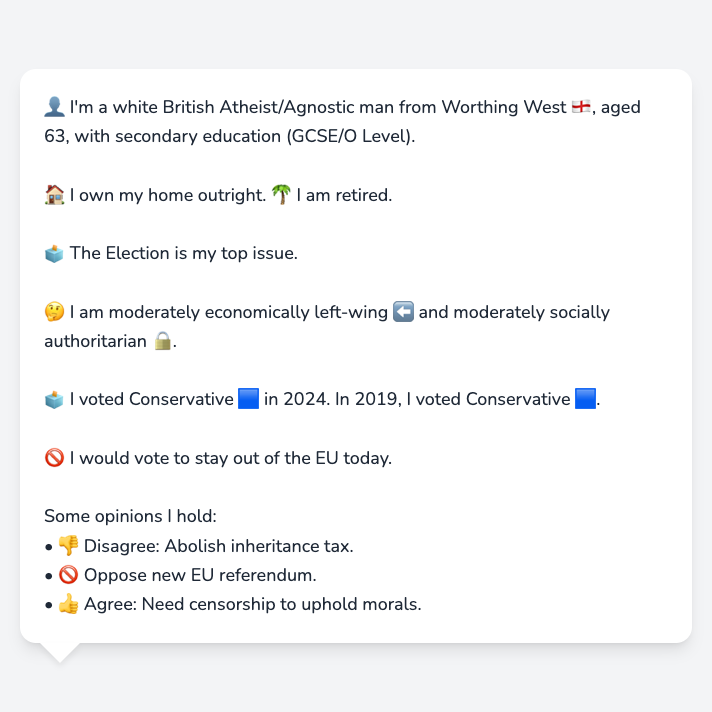 👤 I'm a white British Atheist/Agnostic man from Worthing West 🏴󠁧󠁢󠁥󠁮󠁧󠁿, aged
63, with secondary education (GCSE/O Level).
🏠 I own my home outright. 🌴 I am retired.
🗳️ The Election is my top issue.
🤔 I am moderately economically left-wing ⬅️ and moderately socially
authoritarian 🔒.
🗳️ I voted Conservative 🟦 in 2024. In 2019, I voted Conservative 🟦.
🚫 I would vote to stay out of the EU today.
Some opinions I hold:
• 👎 Disagree: Abolish inheritance tax.
• 🚫 Oppose new EU referendum.
• 👍 Agree: Need censorship to uphold morals.